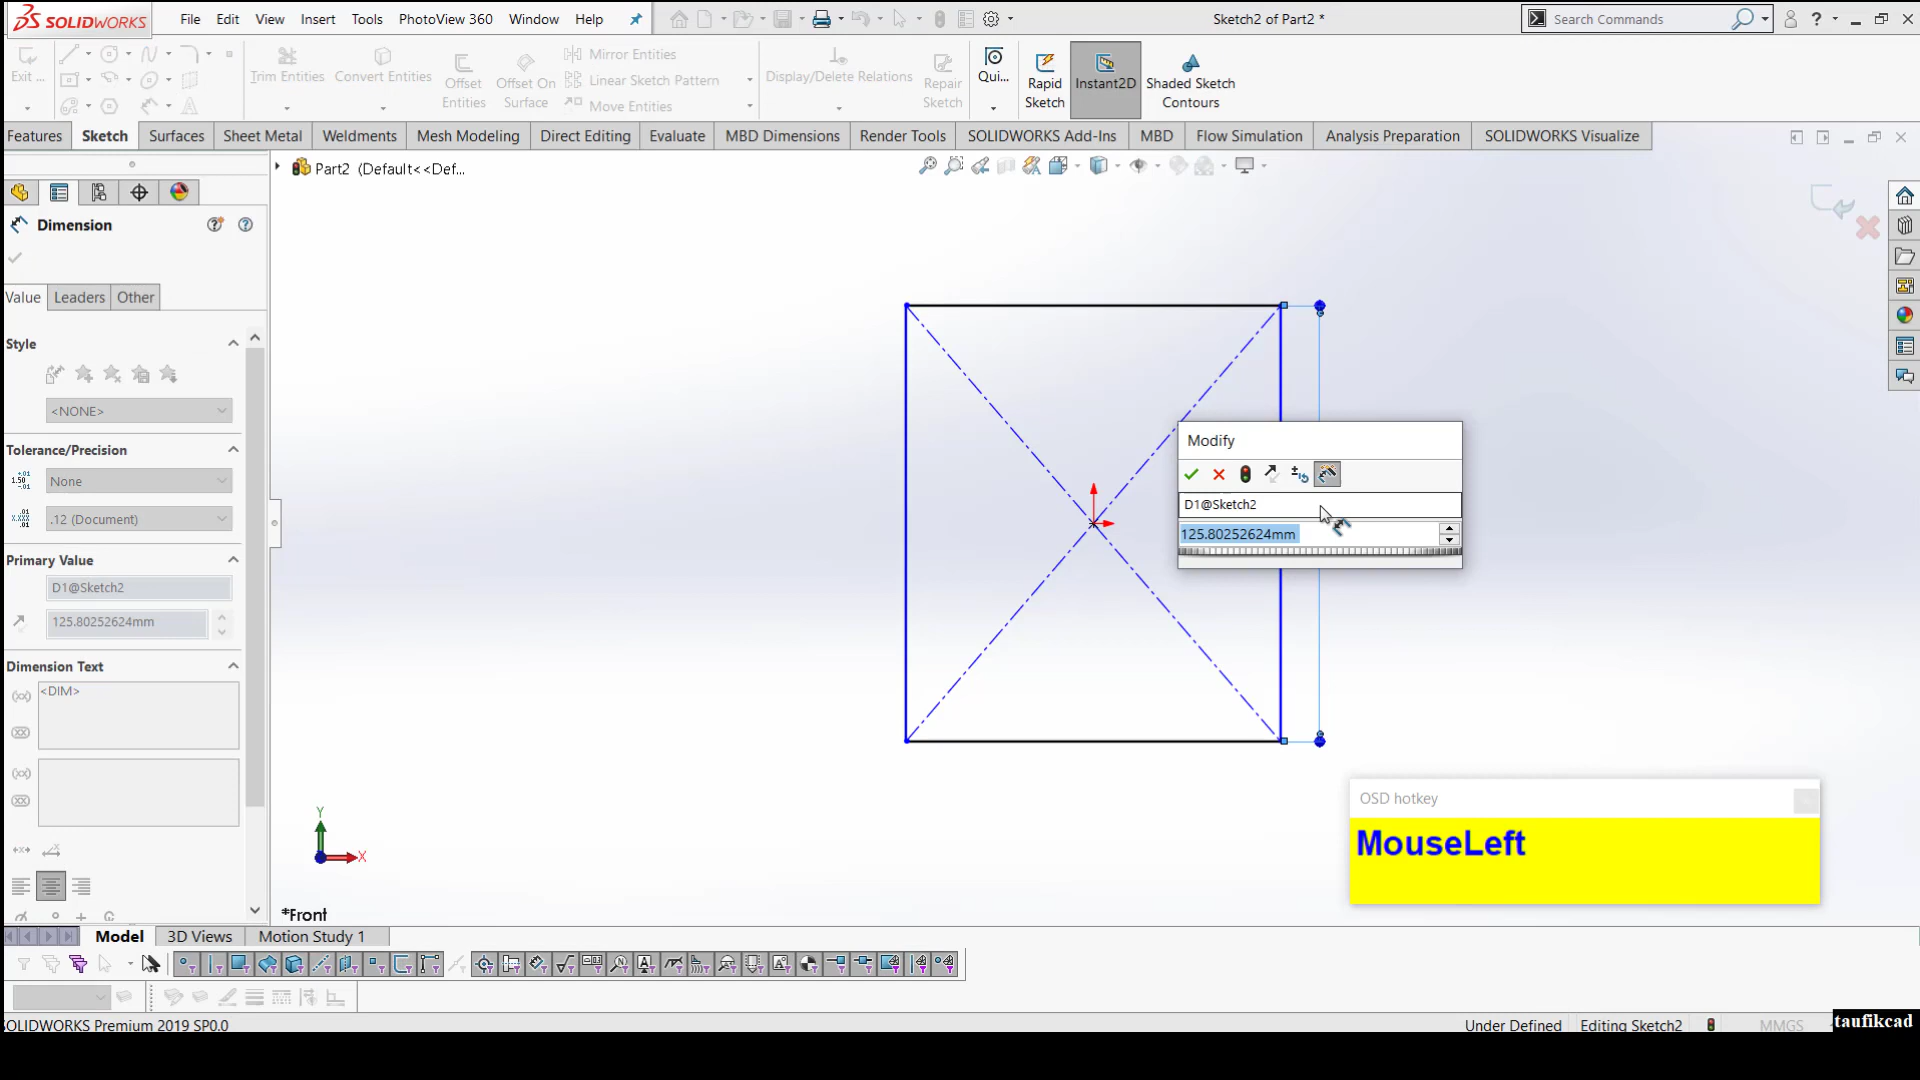 SOLIDWORKS File Edit View Insert Tools PhotoView 360 Window Help Sketch2 of Part2 * Search Commands
Exit ... Trim Entities Convert Entities Offset Entities Offset On Surface Mirror Entities Linear Sketch Pattern Move Entities Display/Delete Relations Repair Sketch Qui... Rapid Sketch Instant2D Shaded Sketch Contours
Features Sketch Surfaces Sheet Metal Weldments Mesh Modeling Direct Editing Evaluate MBD Dimensions Render Tools SOLIDWORKS Add-Ins MBD Flow Simulation Analysis Preparation SOLIDWORKS Visualize
Part2 (Default<<Def...
Dimension
Value Leaders Other
Style
<NONE>
Tolerance/Precision
None
.12 (Document)
Primary Value
D1@Sketch2
125.80252624mm
Dimension Text
<DIM>
Modify
D1@Sketch2
125.80252624mm
OSD hotkey
MouseLeft
Y
X
*Front
Model 3D Views Motion Study 1
SOLIDWORKS Premium 2019 SP0.0 Under Defined Editing Sketch2 MMGS
taufikcad